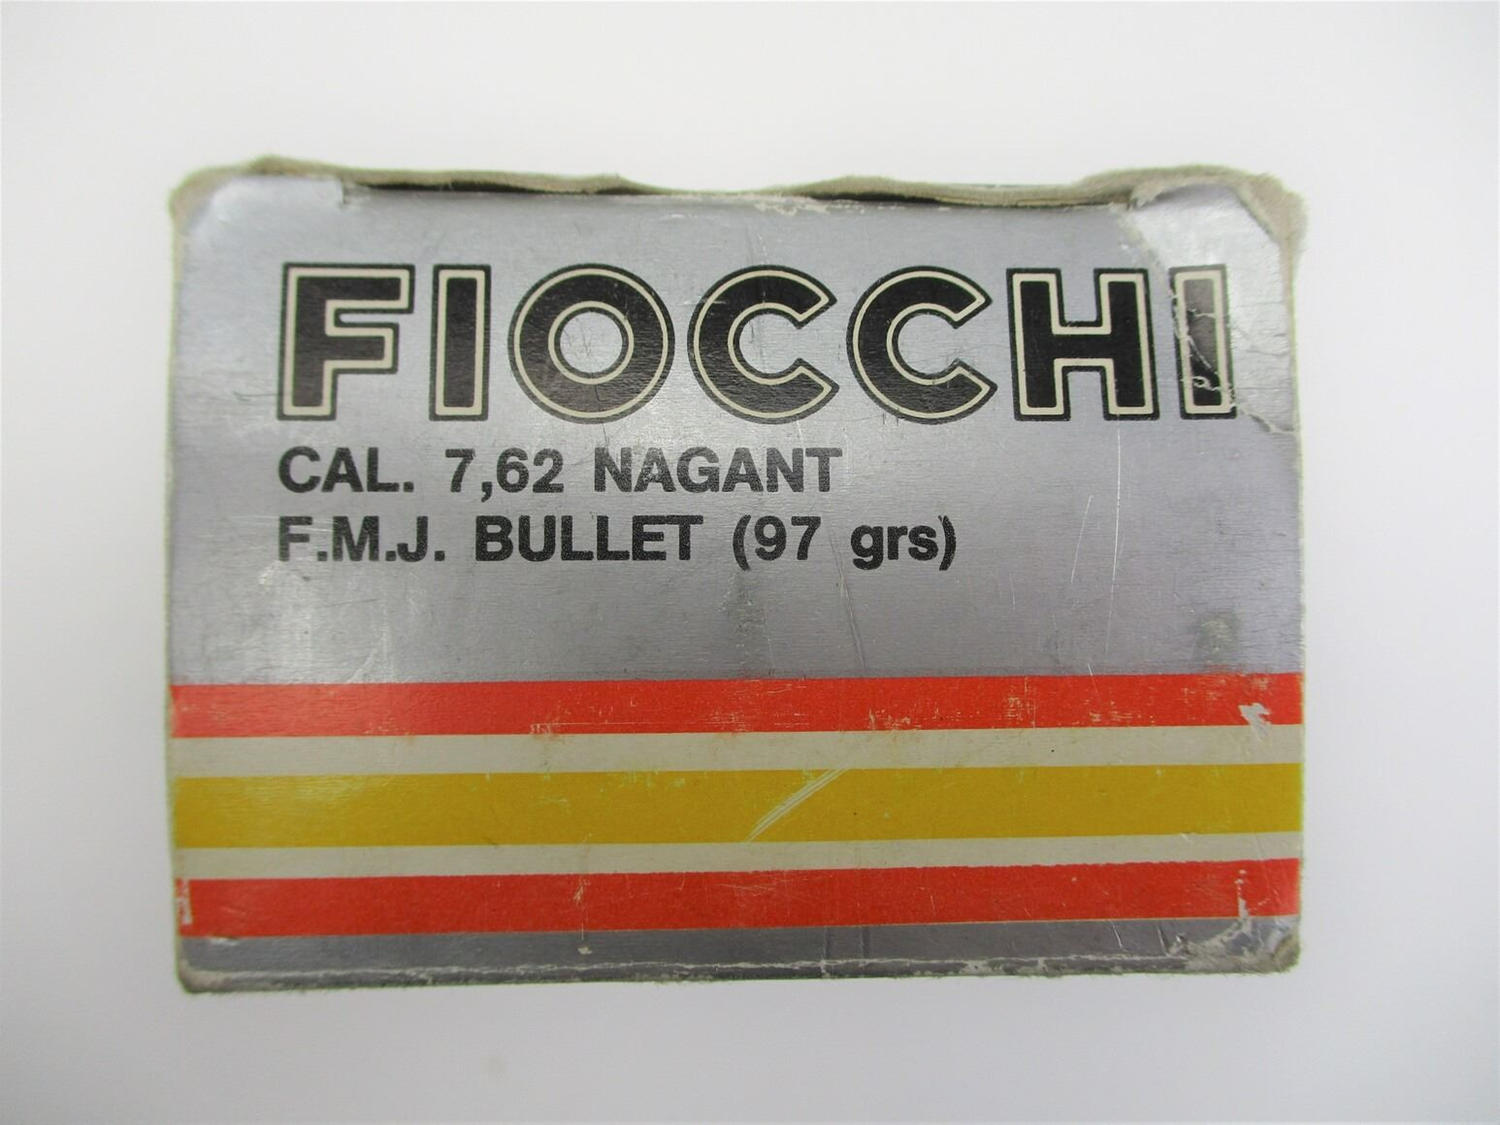 FIOCCHI
CAL. 7,62 NAGANT
F.M.J. BULLET (97 grs)